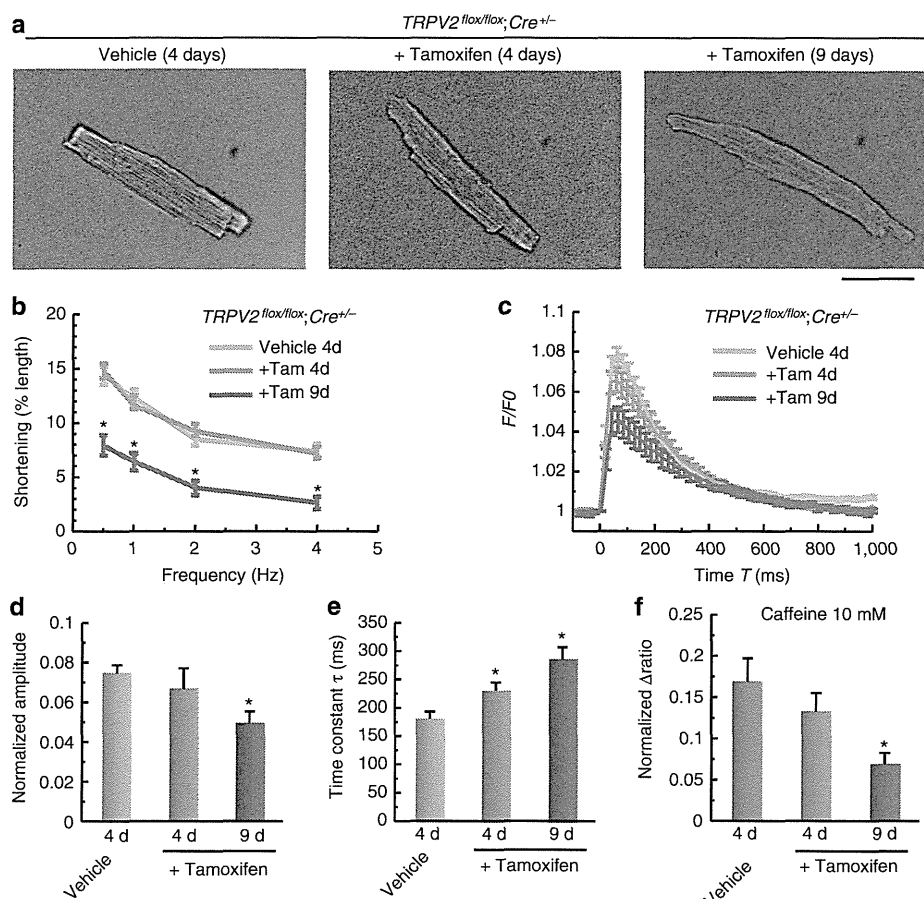 a
TRPV2 flox/flox;Cre+/–
Vehicle (4 days)
+ Tamoxifen (4 days)
+ Tamoxifen (9 days)
b
TRPV2 flox/flox;Cre+/–
Vehicle 4d
+Tam 4d
+Tam 9d
Shortening (% length)
20
15
10
5
0
*
*
*
*
0 1 2 3 4 5
Frequency (Hz)
c
TRPV2 flox/flox;Cre+/–
Vehicle 4d
+Tam 4d
+Tam 9d
F/F0
1.1
1.08
1.06
1.04
1.02
1
0 200 400 600 800 1,000
Time T (ms)
d
Normalized amplitude
0.1
0.08
0.06
0.04
0.02
0
*
4 d 4 d 9 d
Vehicle
+ Tamoxifen
e
Time constant τ (ms)
350
300
250
200
150
100
50
0
*
*
4 d 4 d 9 d
Vehicle
+ Tamoxifen
f
Caffeine 10 mM
Normalized Δratio
0.25
0.2
0.15
0.10
0.05
0
*
4 d 4 d 9 d
Vehicle
+ Tamoxifen